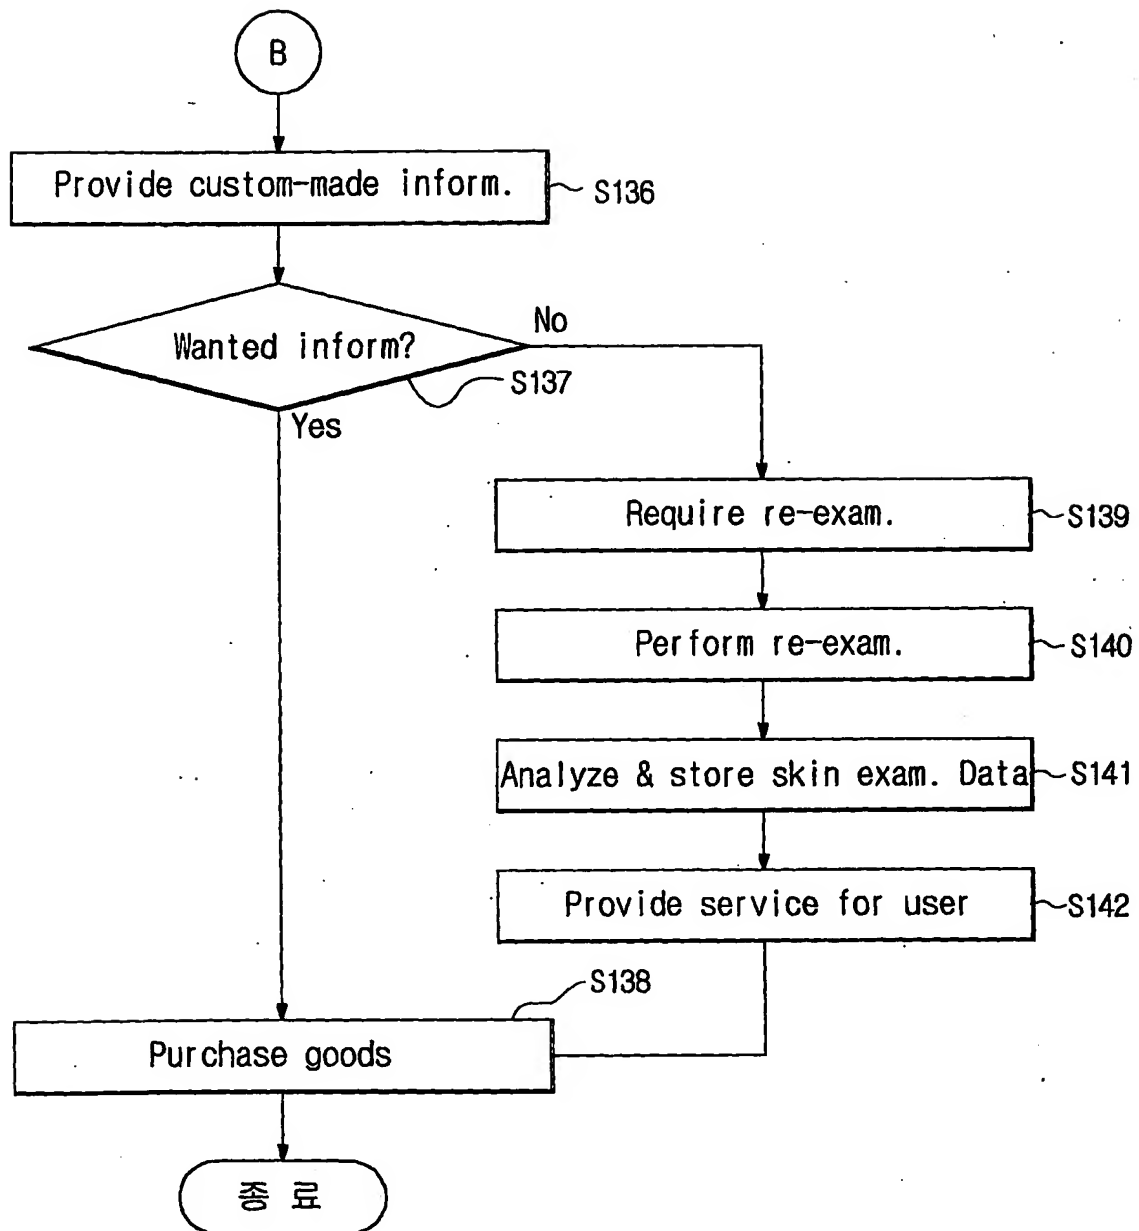 B
Provide custom-made inform.
S136
Wanted inform?
No
S137
Yes
Require re-exam.
S139
Perform re-exam.
S140
Analyze & store skin exam. Data
S141
Provide service for user
S142
S138
Purchase goods
종 료